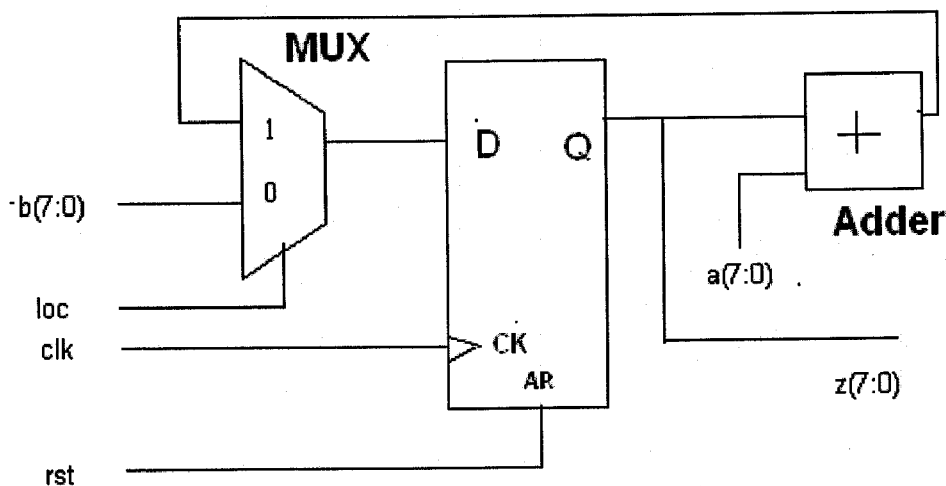 MUX
1
0
D
Q
+
b(7:0)
Adder
a(7:0)
loc
clk
CK
AR
z(7:0)
rst